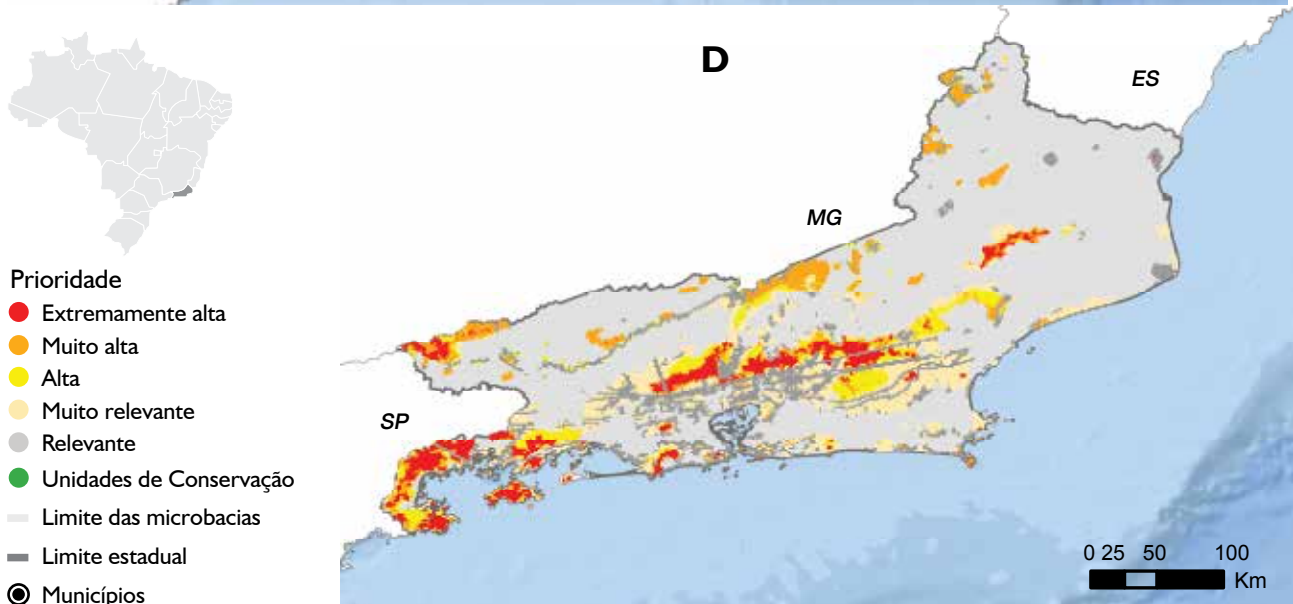 D
ES
MG
SP
Prioridade
Extremamente alta
Muito alta
Alta
Muito relevante
Relevante
Unidades de Conservação
Limite das microbacias
Limite estadual
Municípios
0 25 50 100
Km